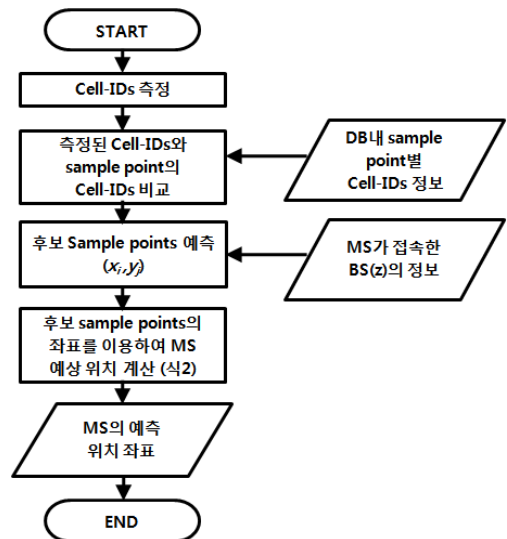 START
Cell-IDs 측정
측정된 Cell-IDs와
sample point의
Cell-IDs 비교
DB내 sample
point별
Cell-IDs 정보
후보 Sample points 예측
(xi,yj)
MS가 접속한
BS(z)의 정보
후보 sample points의
좌표를 이용하여 MS
예상 위치 계산 (식2)
MS의 예측
위치 좌표
END